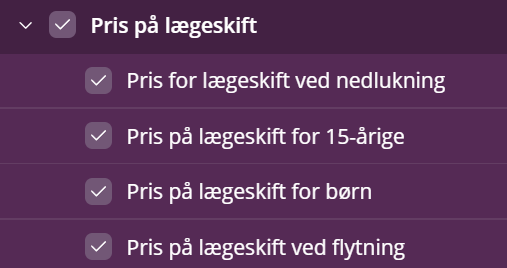 Pris på lægeskift
Pris for lægeskift ved nedlukning
Pris på lægeskift for 15-årige
Pris på lægeskift for børn
Pris på lægeskift ved flytning